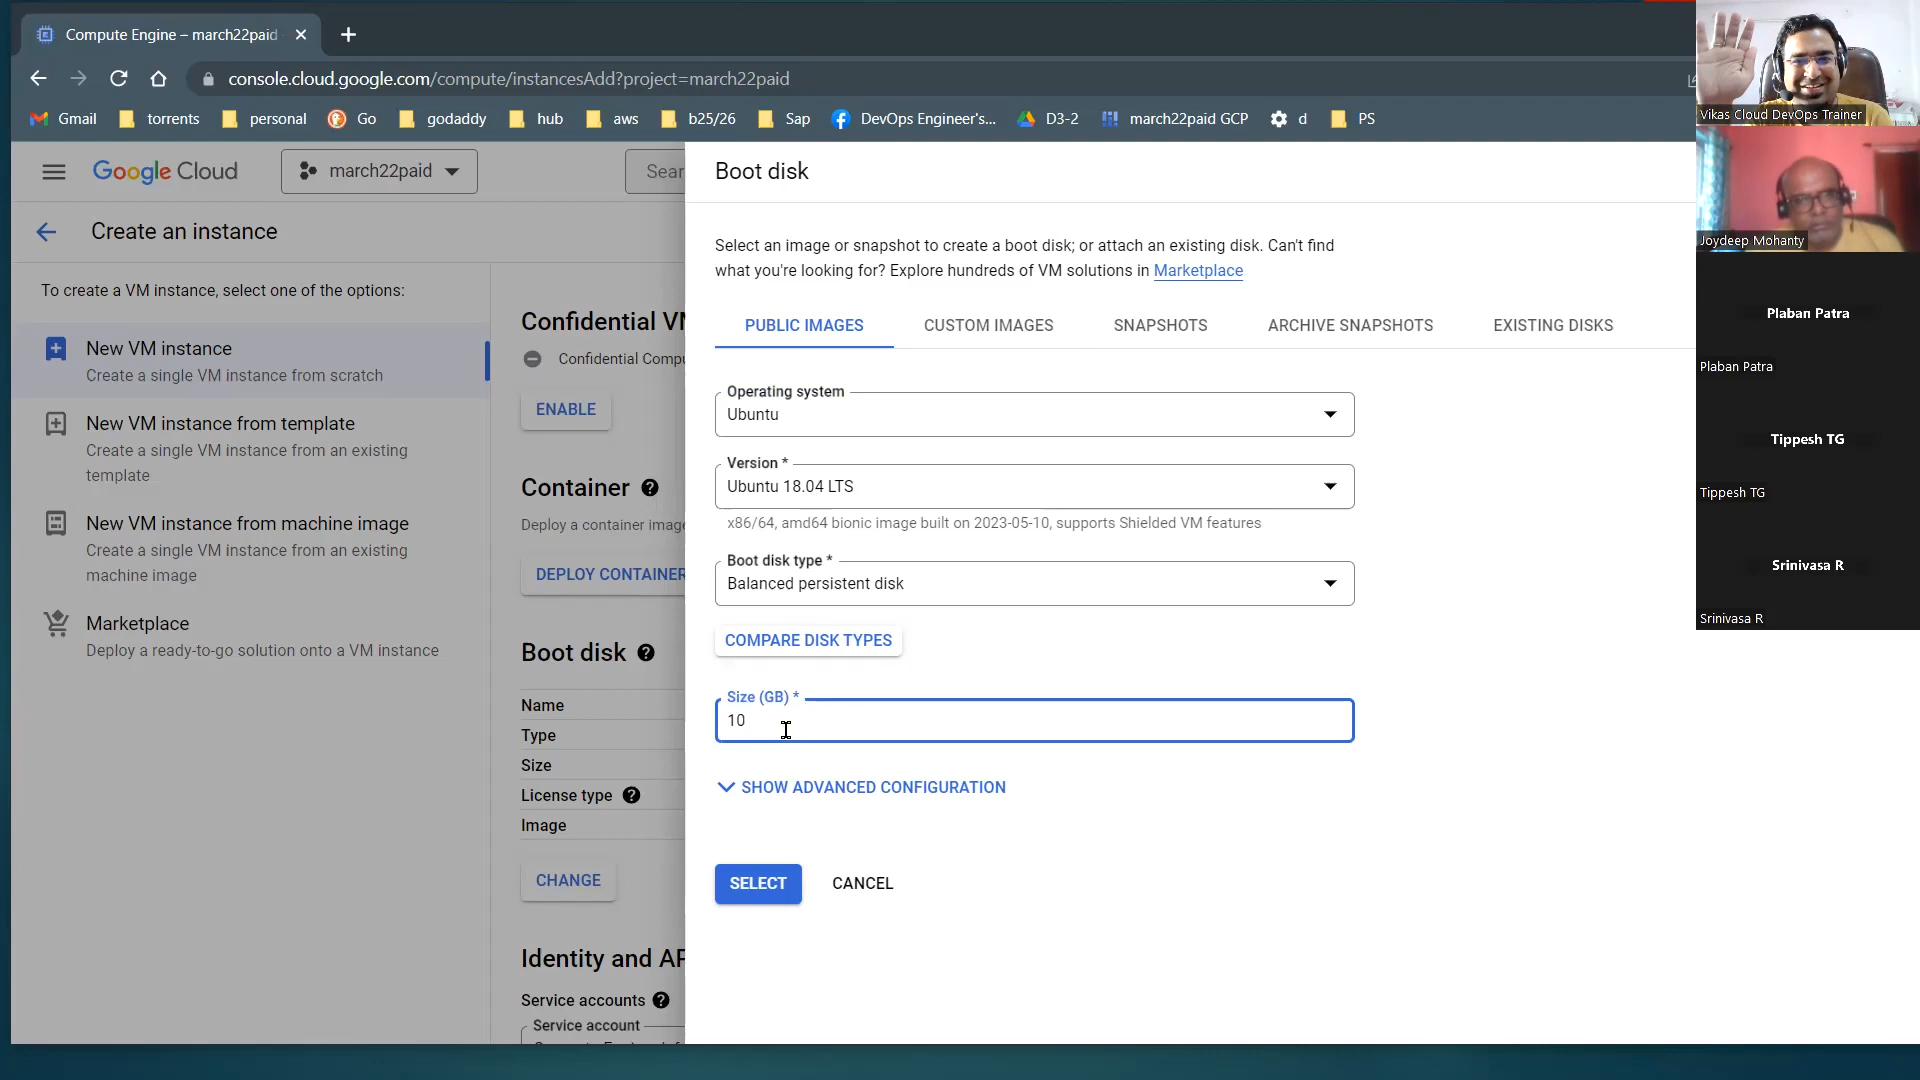 Compute Engine – march22paid
console.cloud.google.com/compute/instancesAdd?project=march22paid
Gmail torrents personal Go godaddy hub aws b25/26 Sap DevOps Engineer's... D3-2 march22paid GCP d PS
Google Cloud
march22paid
Sear
Create an instance
To create a VM instance, select one of the options:
New VM instance
Create a single VM instance from scratch
New VM instance from template
Create a single VM instance from an existing
template
New VM instance from machine image
Create a single VM instance from an existing
machine image
Marketplace
Deploy a ready-to-go solution onto a VM instance
Confidential VM
Confidential Compu
ENABLE
Container
Deploy a container image
DEPLOY CONTAINER
Boot disk
Name
Type
Size
License type
Image
CHANGE
Identity and AP
Service accounts
Service account
Boot disk
Select an image or snapshot to create a boot disk; or attach an existing disk. Can't find
what you're looking for? Explore hundreds of VM solutions in Marketplace
PUBLIC IMAGES CUSTOM IMAGES SNAPSHOTS ARCHIVE SNAPSHOTS EXISTING DISKS
Operating system
Ubuntu
Version *
Ubuntu 18.04 LTS
x86/64, amd64 bionic image built on 2023-05-10, supports Shielded VM features
Boot disk type *
Balanced persistent disk
COMPARE DISK TYPES
Size (GB) *
10
SHOW ADVANCED CONFIGURATION
SELECT CANCEL
Vikas Cloud DevOps Trainer
Joydeep Mohanty
Plaban Patra
Plaban Patra
Tippesh TG
Tippesh TG
Srinivasa R
Srinivasa R